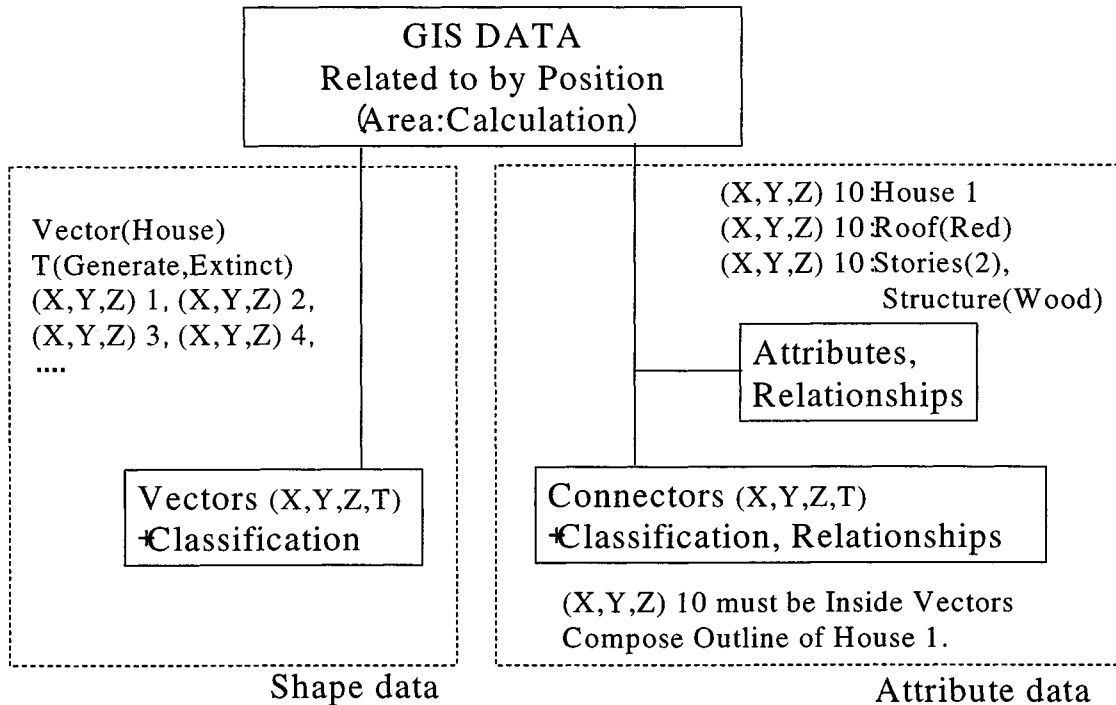 GIS DATA
Related to by Position
(Area:Calculation)
Vector(House)
T(Generate,Extinct)
(X,Y,Z) 1, (X,Y,Z) 2,
(X,Y,Z) 3, (X,Y,Z) 4,
....
Vectors (X,Y,Z,T)
+Classification
Shape data
(X,Y,Z) 10:House 1
(X,Y,Z) 10:Roof(Red)
(X,Y,Z) 10:Stories(2),
Structure(Wood)
Attributes,
Relationships
Connectors (X,Y,Z,T)
+Classification, Relationships
(X,Y,Z) 10 must be Inside Vectors
Compose Outline of House 1.
Attribute data